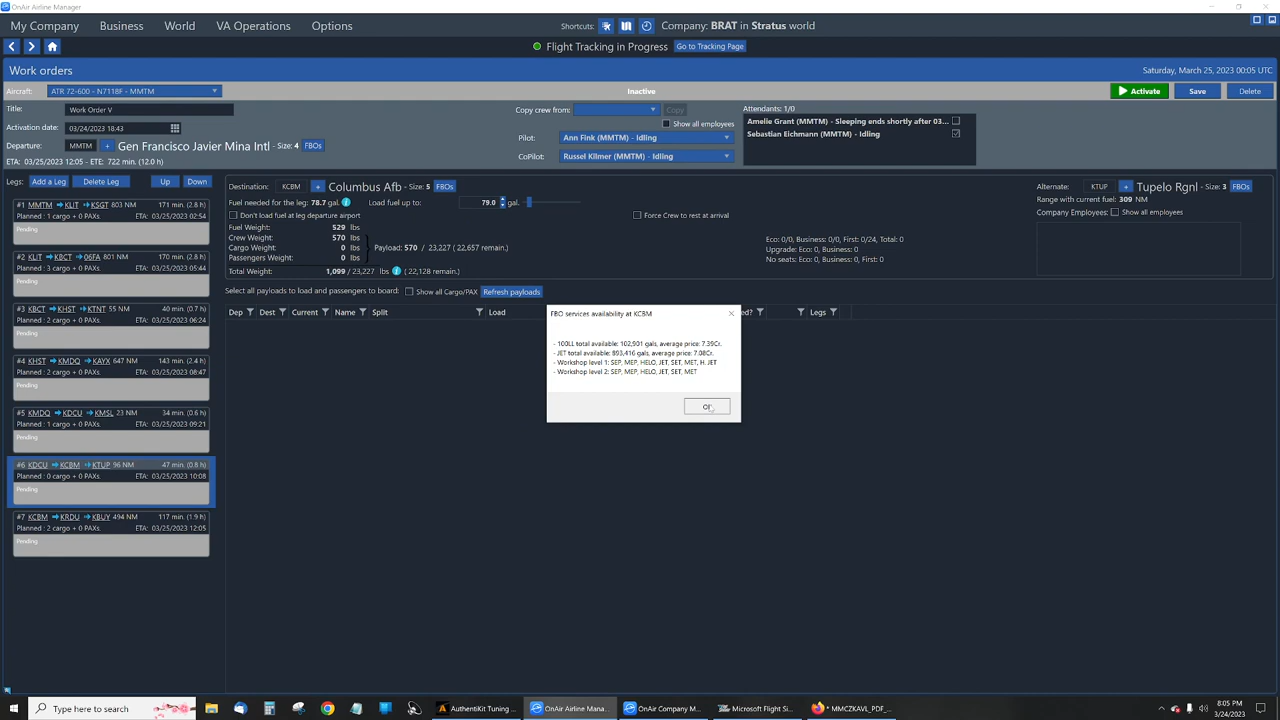 OnAir Airline Manager
My Company Business World VA Operations Options Shortcuts: Company: BRAT in Stratus world
Flight Tracking in Progress Go to Tracking Page
Work orders Saturday, March 25, 2023 00:05 UTC
Aircraft: ATR 72-600 - N7118F - MMTM Inactive Activate Save Delete
Title: Work Order V Copy crew from: Copy Attendants: 1/0
Show all employees
Amelie Grant (MMTM) - Sleeping ends shortly after 03...
Activation date: 03/24/2023 18:43
Pilot: Ann Fink (MMTM) - Idling Sebastian Eichmann (MMTM) - Idling
Departure: MMTM + Gen Francisco Javier Mina Intl - Size: 4 FBOs
CoPilot: Russel Kilmer (MMTM) - Idling
ETA: 03/25/2023 12:05 - ETE: 722 min. (12.0 h)
Legs: Add a Leg Delete Leg Up Down
#1 MMTM KLIT KSGT 803 NM 171 min. (2.8 h)
Planned : 1 cargo + 0 PAXs. ETA: 03/25/2023 02:54
Pending
#2 KLIT KBCT 06FA 801 NM 170 min. (2.8 h)
Planned : 3 cargo + 0 PAXs. ETA: 03/25/2023 05:44
Pending
#3 KBCT KHST KTNT 55 NM 40 min. (0.7 h)
Planned : 1 cargo + 0 PAXs. ETA: 03/25/2023 06:24
Pending
#4 KHST KMDQ KAYX 647 NM 143 min. (2.4 h)
Planned : 1 cargo + 0 PAXs. ETA: 03/25/2023 08:47
Pending
#5 KMDQ KDCU KMSL 23 NM 34 min. (0.6 h)
Planned : 1 cargo + 0 PAXs. ETA: 03/25/2023 09:21
Pending
#6 KDCU KCBM KTUP 96 NM 47 min. (0.8 h)
Planned : 0 cargo + 0 PAXs. ETA: 03/25/2023 10:08
Pending
#7 KCBM KRDU KBUY 494 NM 117 min. (1.9 h)
Planned : 2 cargo + 0 PAXs. ETA: 03/25/2023 12:05
Pending
Destination: KCBM + Columbus Afb - Size: 5 FBOs
Fuel needed for the leg: 78.7 gal. Load fuel up to: 79.0 gal.
Don't load fuel at leg departure airport Force Crew to rest at arrival
Fuel Weight: 529 lbs
Crew Weight: 570 lbs
Cargo Weight: 0 lbs Payload: 570 / 23,227 (22,657 remain.)
Passengers Weight: 0 lbs
Total Weight: 1,099 / 23,227 lbs ( 22,128 remain.)
Eco: 0/0, Business: 0/0, First: 0/24, Total: 0
Upgrade: Eco: 0, Business: 0
No seats: Eco: 0, Business: 0, First: 0
Alternate: KTUP + Tupelo Rgnl - Size: 3 FBOs
Range with current fuel: 309 NM
Company Employees: Show all employees
Select all payloads to load and passengers to board: Show all Cargo/PAX Refresh payloads
Dep Dest Current Name Split Load ed? Legs
FBO services availability at KCBM
- 100LL total available: 102,901 gals, average price: 7.39Cr.
- JET total available: 893,416 gals, average price: 7.08Cr.
- Workshop level 1: SEP, MEP, HELO, JET, SET, MET, H. JET
- Workshop level 2: SEP, MEP, HELO, JET, SET, MET
Type here to search AuthentiKit Tuning ... OnAir Airline Mana... OnAir Company M... Microsoft Flight Si... * MMCZKAVL_PDF_... 8:05 PM
3/24/2023